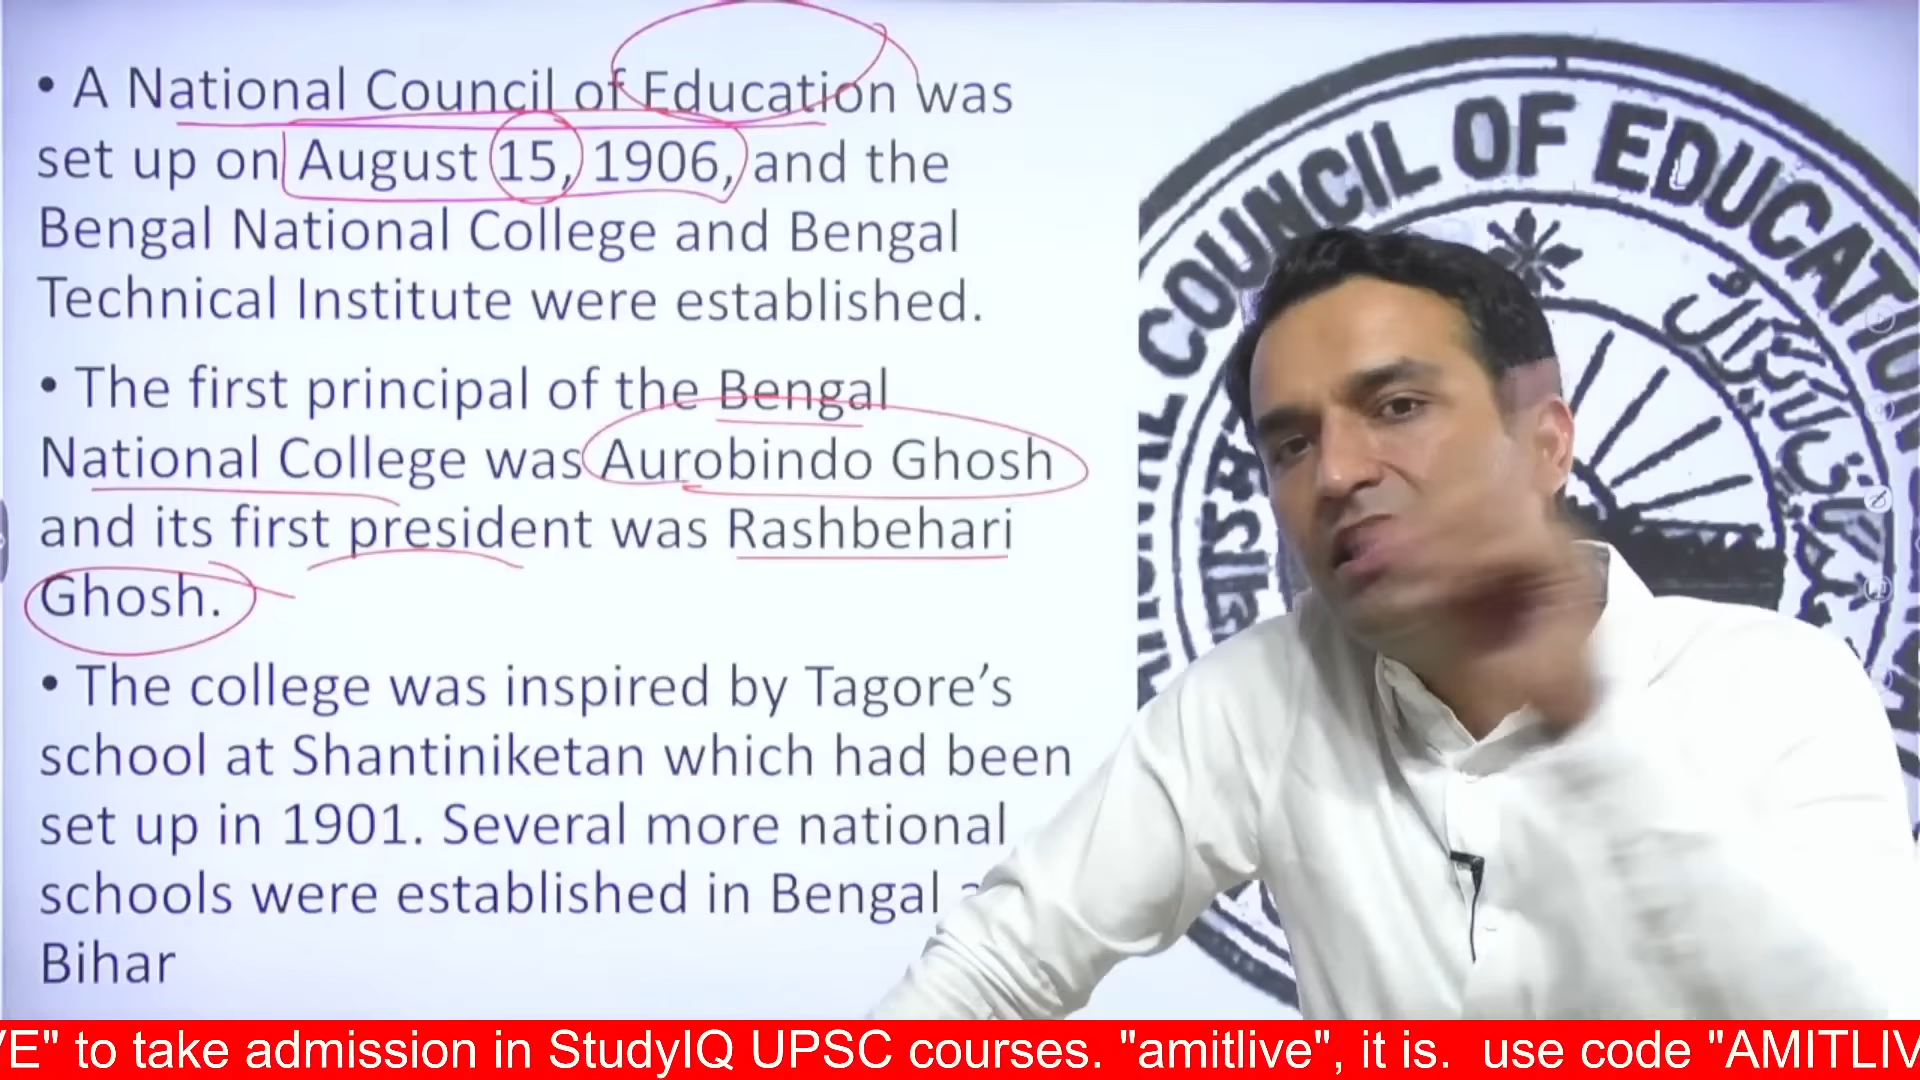 • A National Council of Education was
set up on August 15, 1906, and the
Bengal National College and Bengal
Technical Institute were established.
• The first principal of the Bengal
National College was Aurobindo Ghosh
and its first president was Rashbehari
Ghosh.
• The college was inspired by Tagore’s
school at Shantiniketan which had been
set up in 1901. Several more national
schools were established in Bengal
Bihar
COUNCIL OF EDUCATION
VE" to take admission in StudyIQ UPSC courses. "amitlive", it is. use code "AMITLIV